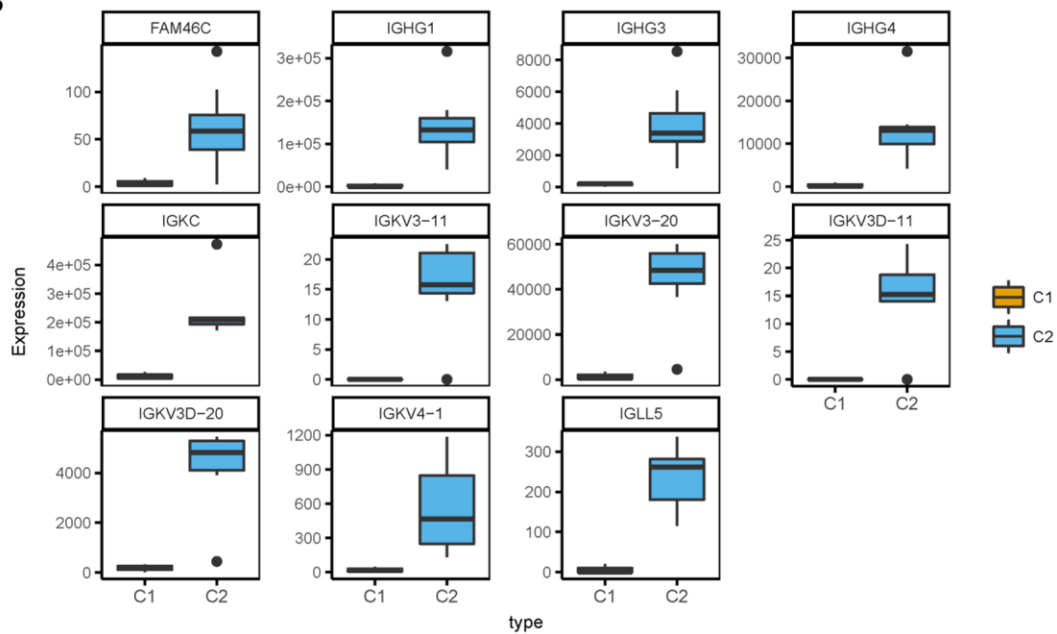 FAM46C IGHG1 IGHG3 IGHG4
100
50
0
3e+05
2e+05
1e+05
0e+00
8000
6000
4000
2000
0
30000
20000
10000
0
IGKC IGKV3−11 IGKV3−20 IGKV3D−11
4e+05
3e+05
2e+05
1e+05
0e+00
20
15
10
5
0
60000
40000
20000
0
25
20
15
10
5
0
C1 C2
IGKV3D−20 IGKV4−1 IGLL5
4000
2000
0
1200
900
600
300
0
300
200
100
0
C1 C2 C1 C2 C1 C2
Expression
type
C1
C2